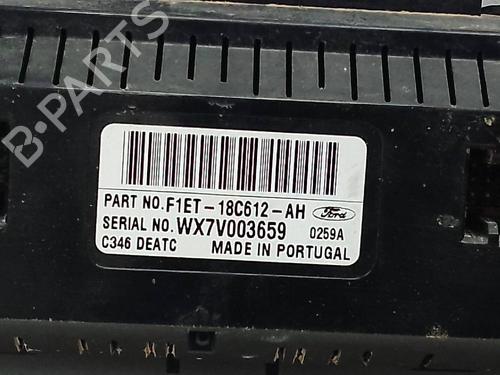 B-PARTS
PART NO. F1ET-18C612-AH Ford
SERIAL NO. WX7V003659 0259A
C346 DEATC MADE IN PORTUGAL